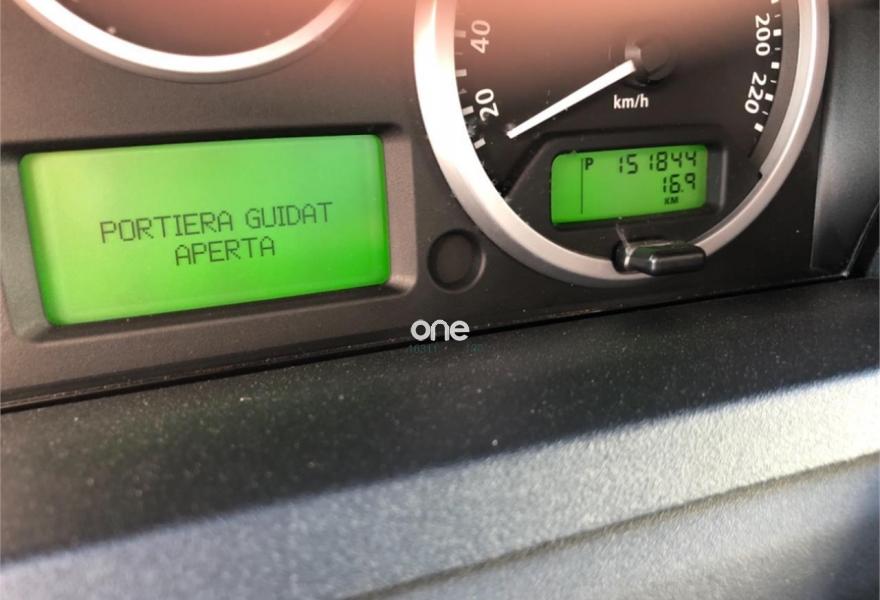 40
20
200
220
km/h
P 151844
16.9
KM
PORTIERA GUIDAT
APERTA
one